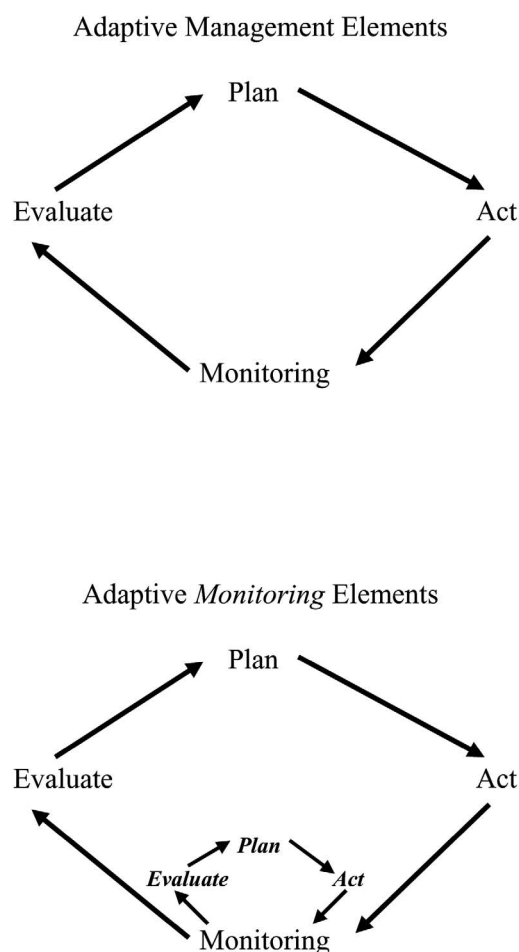 Adaptive Management Elements
Plan
Evaluate
Act
Monitoring
Adaptive Monitoring Elements
Plan
Evaluate
Act
Plan
Evaluate
Act
Monitoring